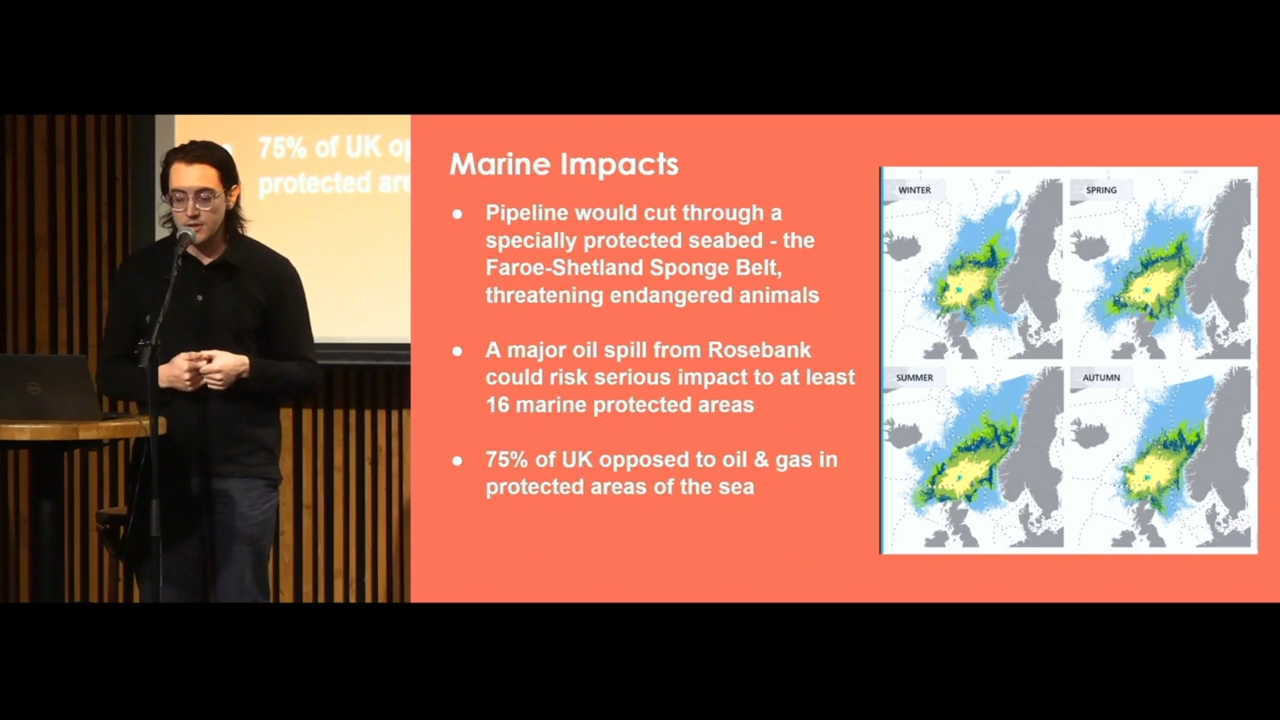 75% of UK op
protected are
Marine Impacts
● Pipeline would cut through a
specially protected seabed - the
Faroe-Shetland Sponge Belt,
threatening endangered animals
● A major oil spill from Rosebank
could risk serious impact to at least
16 marine protected areas
● 75% of UK opposed to oil & gas in
protected areas of the sea
WINTER
SPRING
SUMMER
AUTUMN